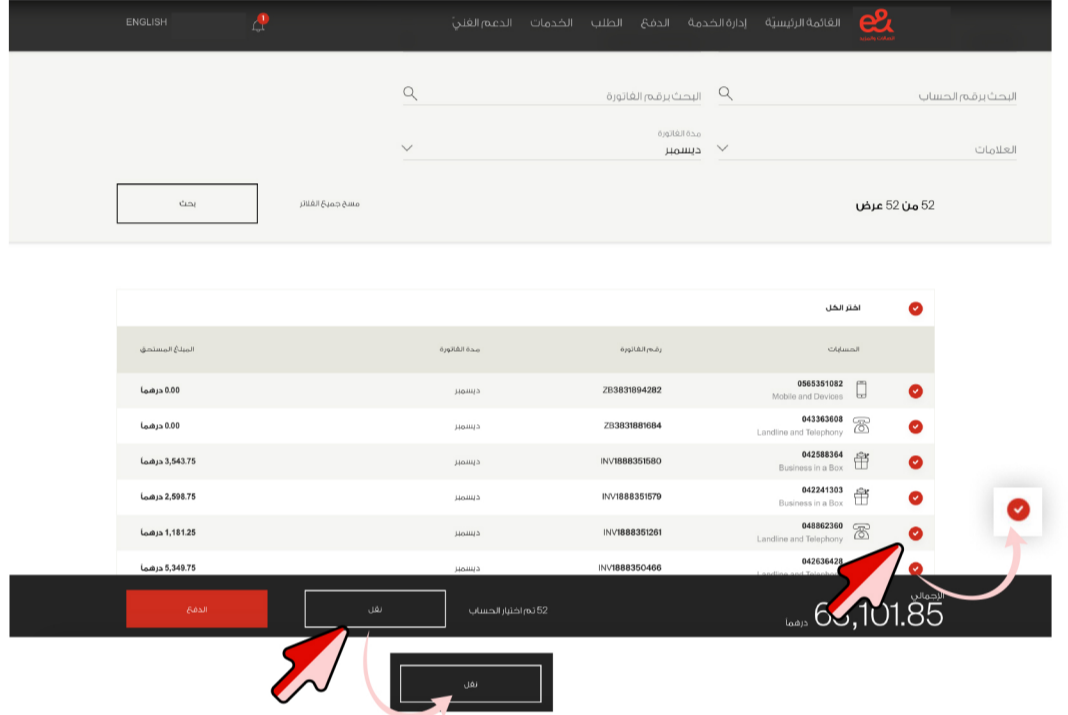 القائمة الرئيسيّة إدارة الخدمة الدفع الطلب الخدمات الدعم الفنيّ 1 ENGLISH
البحث برقم الحساب البحث برقم الفاتورة
مدة الفاتورة
العلامات ديسمبر
52 من 52 عرض مسح جميع الفلاتر بحث
اختر الكل
الحسابات رقم الفاتورة مدة الفاتورة المبلغ المستحق
0565351082 ZB3831894282 ديسمبر 0.00 درهماً
Mobile and Devices
043363608 ZB3831881684 ديسمبر 0.00 درهماً
Landline and Telephony
042588364 INV1888351580 ديسمبر 3,543.75 درهماً
Business in a Box
042241303 INV1888351579 ديسمبر 2,598.75 درهماً
Business in a Box
048862360 INV1888351261 ديسمبر 1,181.25 درهماً
Landline and Telephony
042636428 INV1888350466 ديسمبر 5,349.75 درهماً
الإجمالي
درهماً 52 تم اختيار الحساب نقل الدفع
نقل